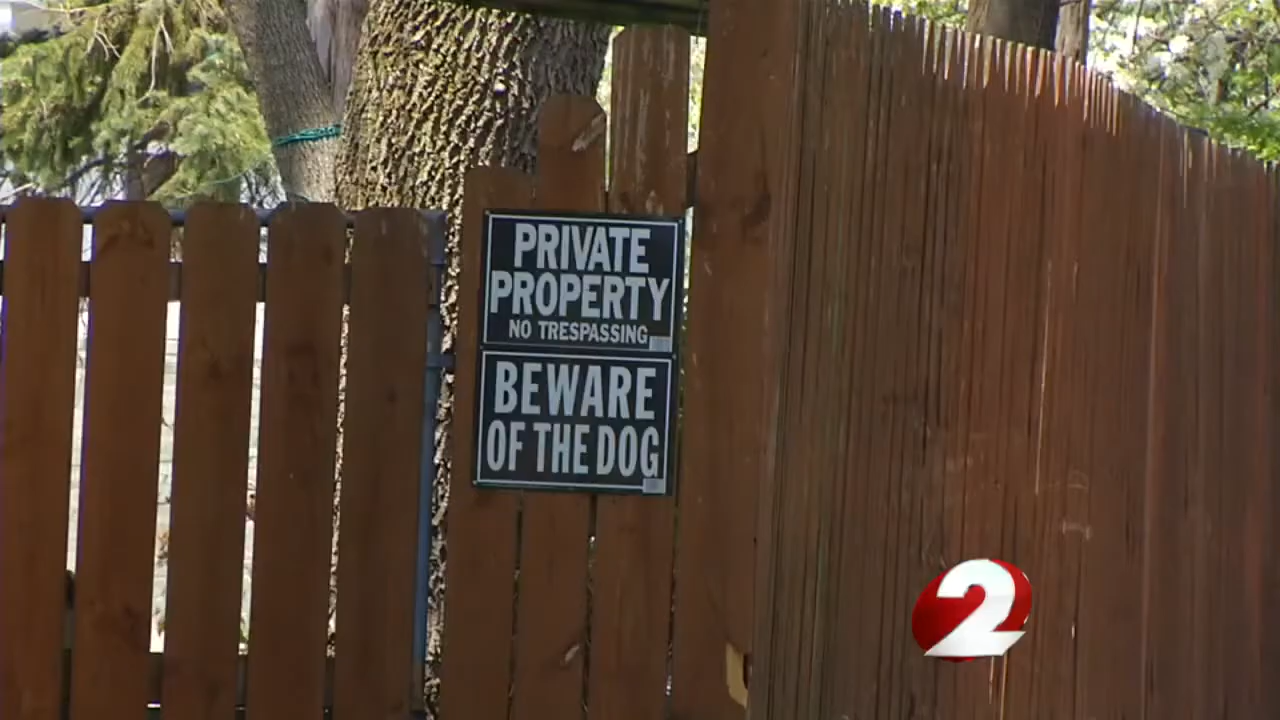 PRIVATE
PROPERTY
NO TRESPASSING
BEWARE
OF THE DOG
2